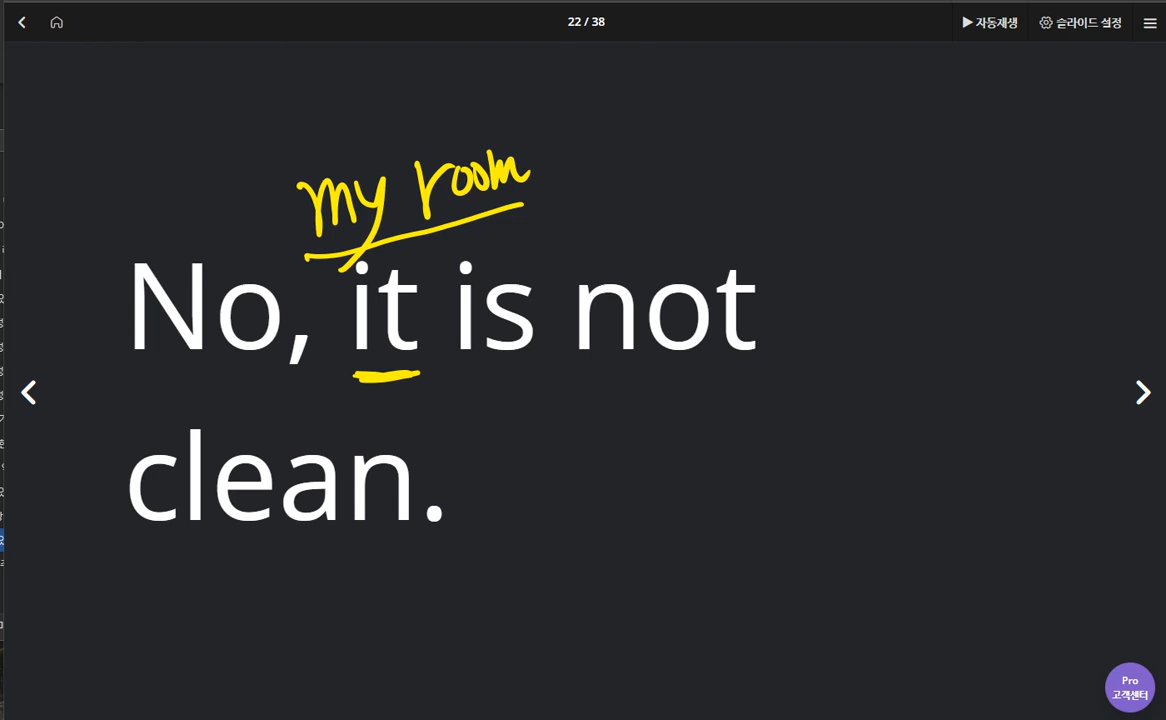 22 / 38
▶ 자동재생
슬라이드 설정
my room
No, it is not
clean.
Pro
고객센터